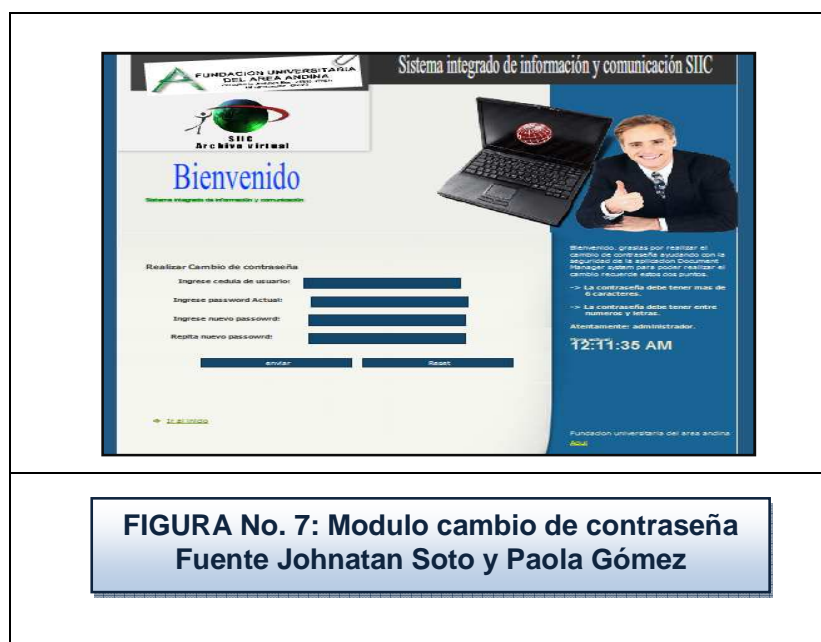 FUNDACION UNIVERSITARIA
DEL AREA ANDINA
Sistema integrado de información y comunicación SIIC
SIIC
Archivo virtual
Bienvenido
Sistema integrado de información y comunicación
Realizar Cambio de contraseña
Ingrese cedula de usuario:
Ingrese password Actual:
Ingrese nuevo passowrd:
Repita nuevo passowrd:
enviar
Reset
Ir al inicio
Bienvenido, grasias por realizar el
cambio de contraseña ayudando con la
seguridad de la aplicacion Document
Manager system para poder realizar el
cambio recuerde estos dos puntos.
-> La contraseña debe tener mas de
6 caracteres.
-> La contraseña debe tener entre
numeros y letras.
Atentamente: administrador.
12:11:35 AM
Fundacion universitaria del area andina
Aqui
FIGURA No. 7: Modulo cambio de contraseña
Fuente Johnatan Soto y Paola Gómez